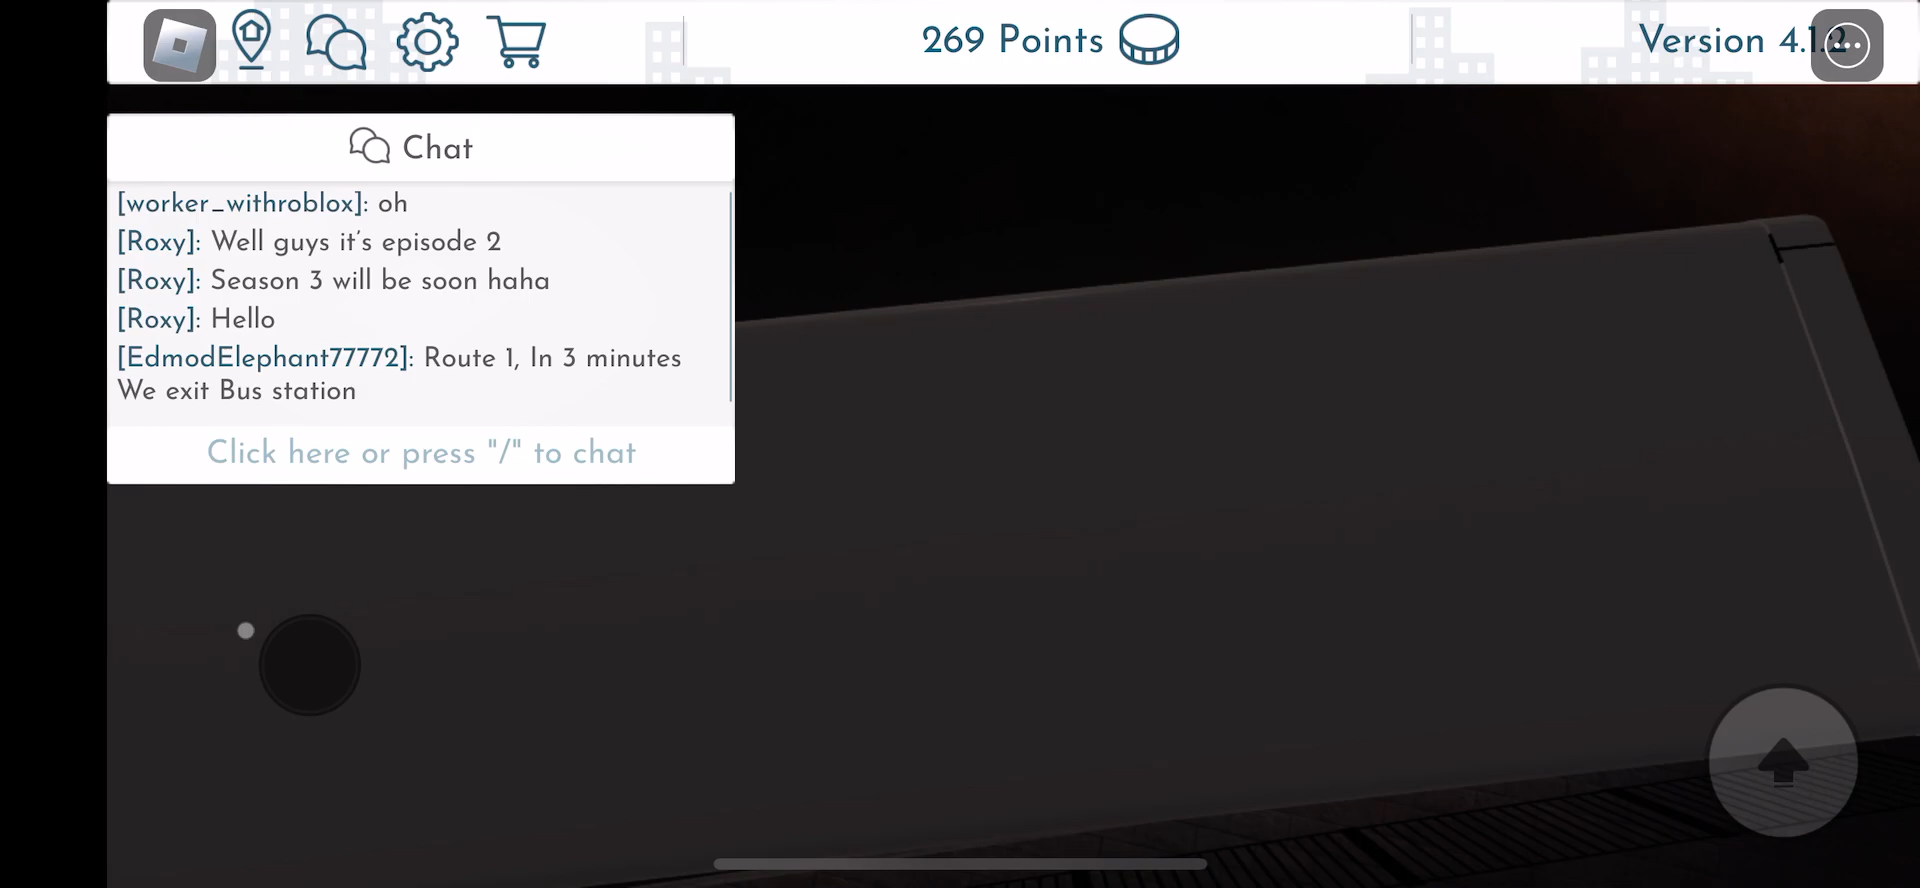 269 Points
Version 4.1.2
Chat
[worker_withroblox]: oh
[Roxy]: Well guys it's episode 2
[Roxy]: Season 3 will be soon haha
[Roxy]: Hello
[EdmodElephant77772]: Route 1, In 3 minutes
We exit Bus station
Click here or press "/" to chat